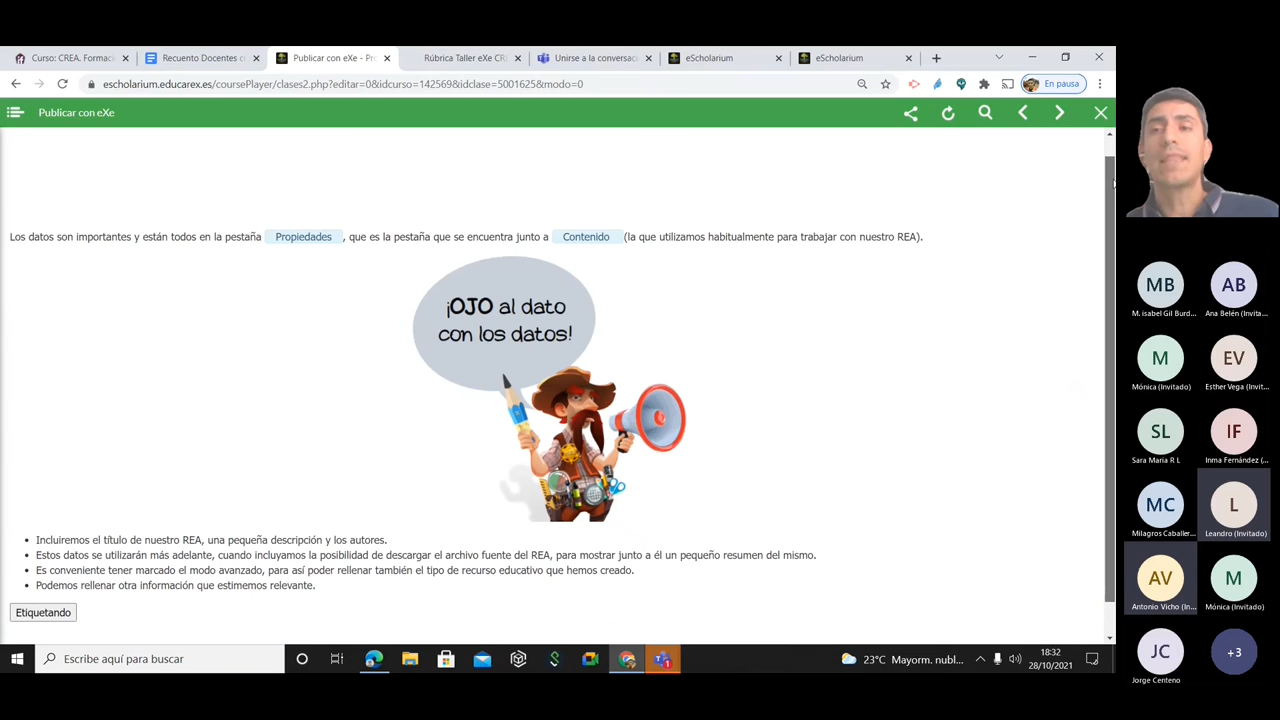 Curso: CREA. Formac
Recuento Docentes c
Publicar con eXe - Pro
Rúbrica Taller eXe CRE
Unirse a la conversac
eScholarium
eScholarium
escholarium.educarex.es/coursePlayer/clases2.php?editar=0&idcurso=142569&idclase=5001625&modo=0
En pausa
Publicar con eXe
Los datos son importantes y están todos en la pestaña Propiedades , que es la pestaña que se encuentra junto a Contenido (la que utilizamos habitualmente para trabajar con nuestro REA).
¡OJO al dato
con los datos!
• Incluiremos el título de nuestro REA, una pequeña descripción y los autores.
• Estos datos se utilizarán más adelante, cuando incluyamos la posibilidad de descargar el archivo fuente del REA, para mostrar junto a él un pequeño resumen del mismo.
• Es conveniente tener marcado el modo avanzado, para así poder rellenar también el tipo de recurso educativo que hemos creado.
• Podemos rellenar otra información que estimemos relevante.
Etiquetando
Escribe aquí para buscar
23°C Mayorm. nubl...
18:32
28/10/2021
MB
M. isabel Gil Burd...
AB
Ana Belén (Invita...
M
Mónica (Invitado)
EV
Esther Vega (Invit...
SL
Sara Maria R L
IF
Inma Fernández (...
MC
Milagros Caballer...
L
Leandro (Invitado)
AV
Antonio Vicho (In...
M
Mónica (Invitado)
JC
Jorge Centeno
+3